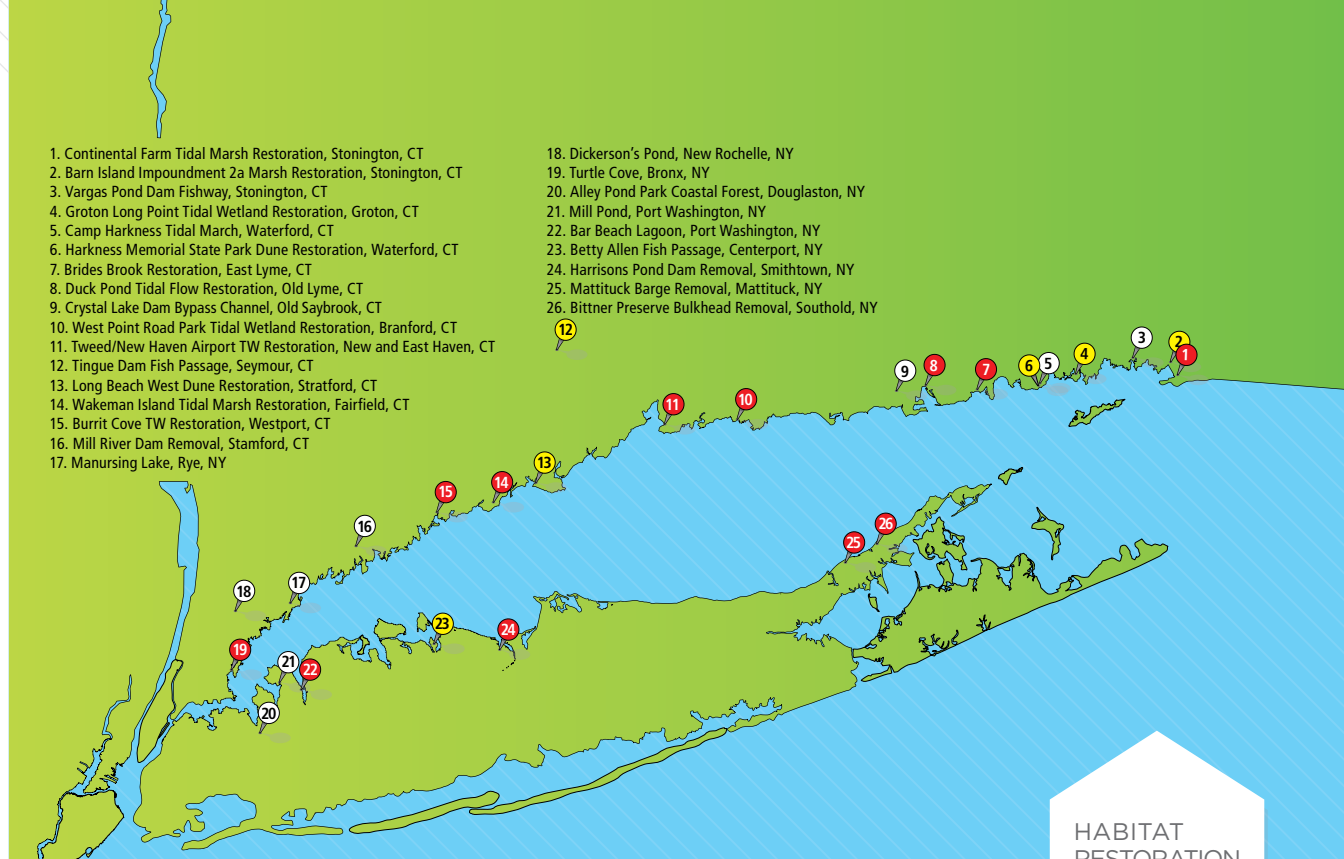 1. Continental Farm Tidal Marsh Restoration, Stonington, CT
2. Barn Island Impoundment 2a Marsh Restoration, Stonington, CT
3. Vargas Pond Dam Fishway, Stonington, CT
4. Groton Long Point Tidal Wetland Restoration, Groton, CT
5. Camp Harkness Tidal March, Waterford, CT
6. Harkness Memorial State Park Dune Restoration, Waterford, CT
7. Brides Brook Restoration, East Lyme, CT
8. Duck Pond Tidal Flow Restoration, Old Lyme, CT
9. Crystal Lake Dam Bypass Channel, Old Saybrook, CT
10. West Point Road Park Tidal Wetland Restoration, Branford, CT
11. Tweed/New Haven Airport TW Restoration, New and East Haven, CT
12. Tingue Dam Fish Passage, Seymour, CT
13. Long Beach West Dune Restoration, Stratford, CT
14. Wakeman Island Tidal Marsh Restoration, Fairfield, CT
15. Burrit Cove TW Restoration, Westport, CT
16. Mill River Dam Removal, Stamford, CT
17. Manursing Lake, Rye, NY
18. Dickerson's Pond, New Rochelle, NY
19. Turtle Cove, Bronx, NY
20. Alley Pond Park Coastal Forest, Douglaston, NY
21. Mill Pond, Port Washington, NY
22. Bar Beach Lagoon, Port Washington, NY
23. Betty Allen Fish Passage, Centerport, NY
24. Harrisons Pond Dam Removal, Smithtown, NY
25. Mattituck Barge Removal, Mattituck, NY
26. Bittner Preserve Bulkhead Removal, Southold, NY
12
3
2
1
4
5
6
7
8
9
10
11
13
14
15
16
17
18
19
20
21
22
23
24
25
26
HABITAT
RESTORATION